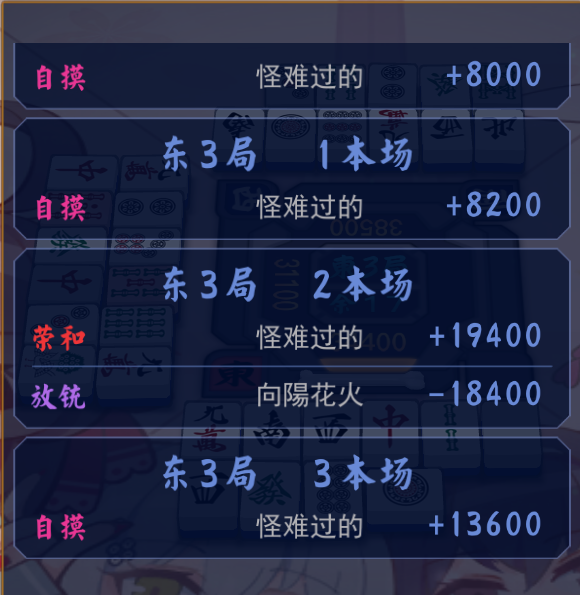 自摸 怪难过的 +8000
东3局 1本场
自摸 怪难过的 +8200
东3局 2本场
荣和 怪难过的 +19400
放铳 向陽花火 -18400
东3局 3本场
自摸 怪难过的 +13600